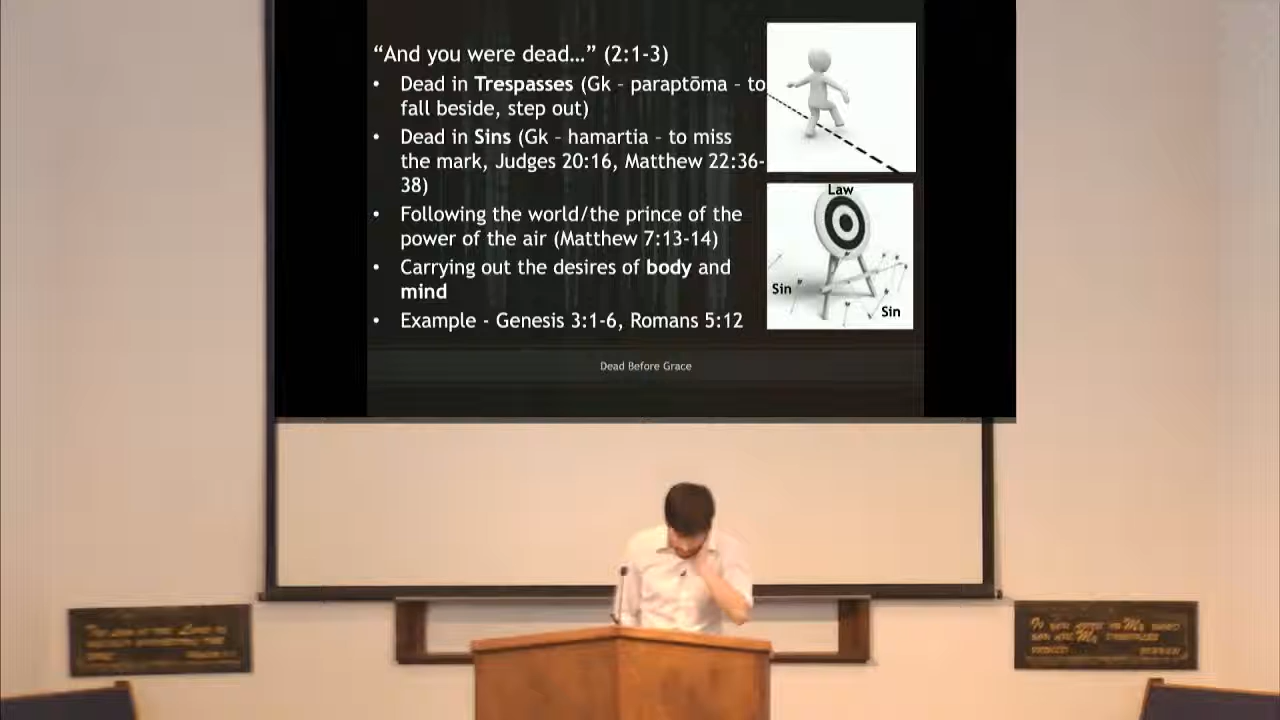 “And you were dead…” (2:1-3)
• Dead in Trespasses (Gk – paraptōma – to
fall beside, step out)
• Dead in Sins (Gk – hamartia – to miss
the mark, Judges 20:16, Matthew 22:36-
38)
• Following the world/the prince of the
power of the air (Matthew 7:13-14)
• Carrying out the desires of body and
mind
• Example - Genesis 3:1-6, Romans 5:12
Law
Sin
Sin
Dead Before Grace